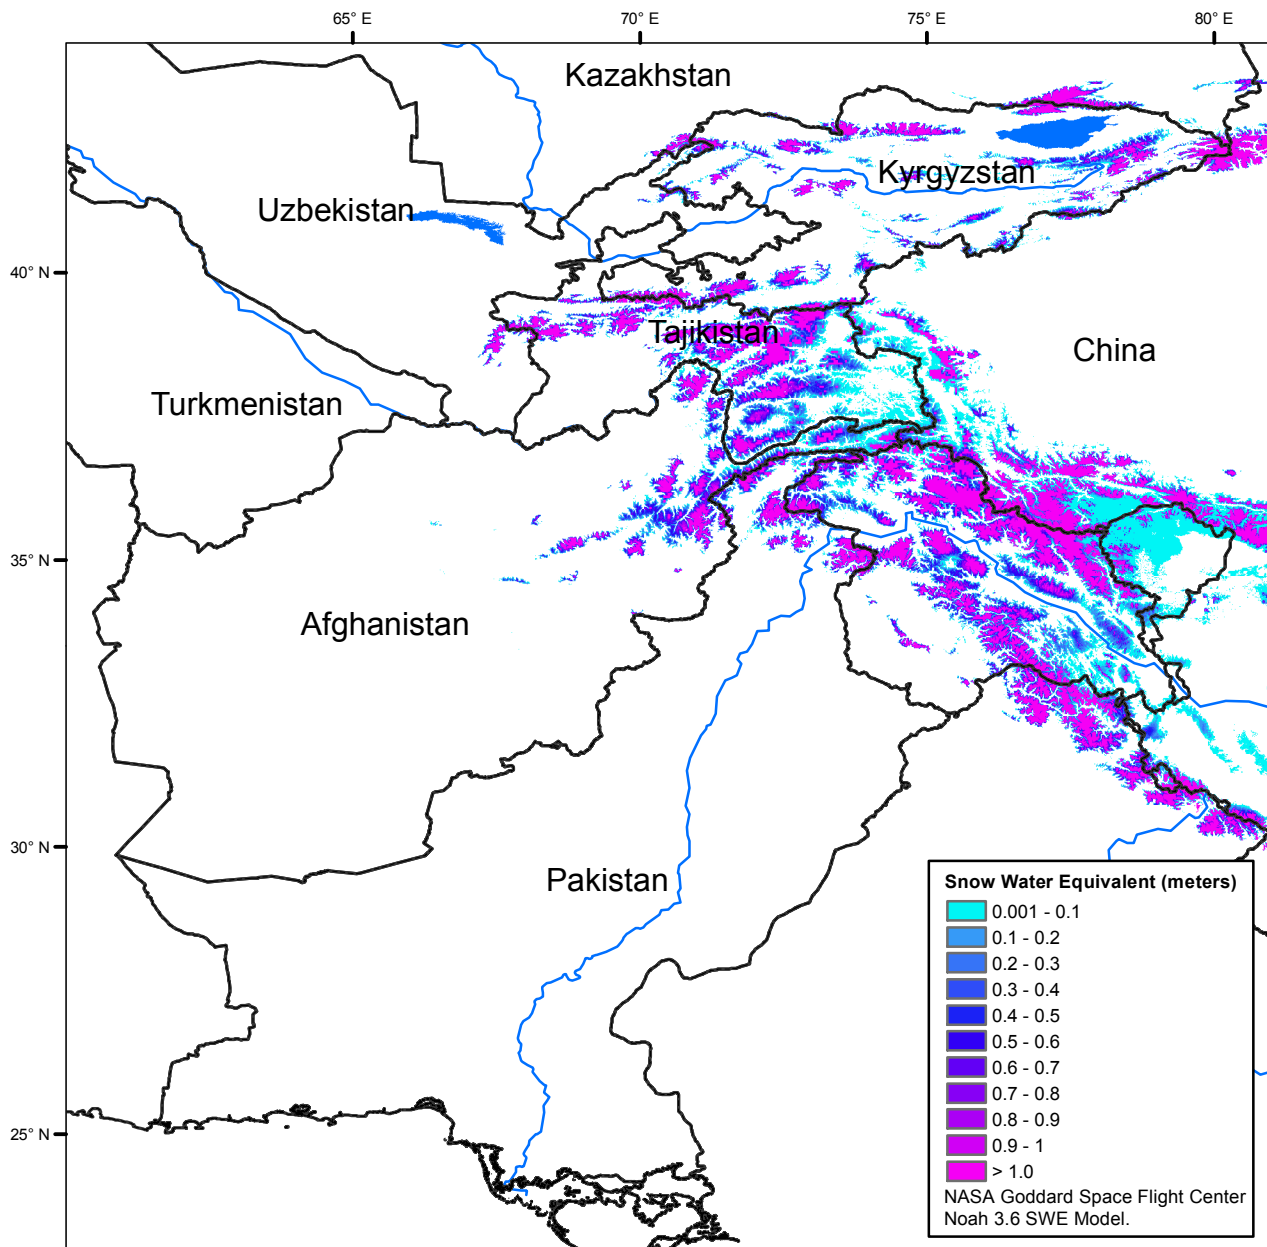 65° E 70° E 75° E 80° E
Kazakhstan
Kyrgyzstan
Uzbekistan
40° N
Tajikistan
China
Turkmenistan
35° N
Afghanistan
30° N
Pakistan
Snow Water Equivalent (meters)
0.001 - 0.1
0.1 - 0.2
0.2 - 0.3
0.3 - 0.4
0.4 - 0.5
0.5 - 0.6
0.6 - 0.7
0.7 - 0.8
0.8 - 0.9
0.9 - 1
> 1.0
25° N
NASA Goddard Space Flight Center
Noah 3.6 SWE Model.